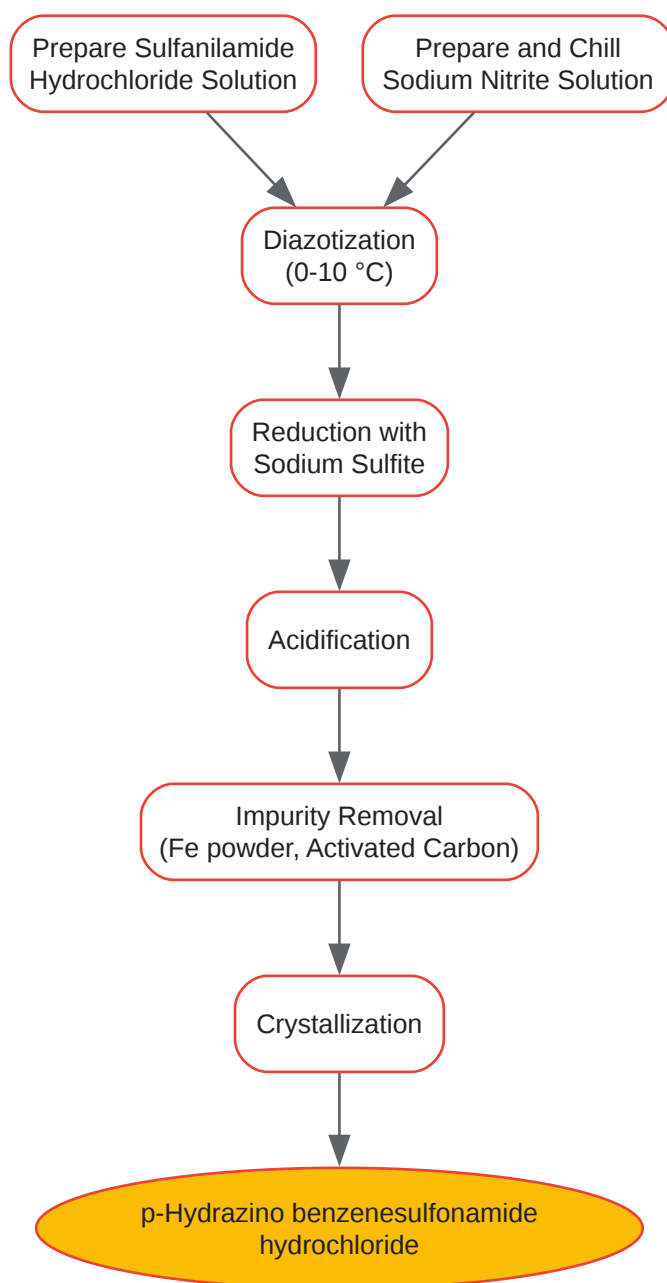 Prepare Sulfanilamide
Hydrochloride Solution
Prepare and Chill
Sodium Nitrite Solution
Diazotization
(0-10 °C)
Reduction with
Sodium Sulfite
Acidification
Impurity Removal
(Fe powder, Activated Carbon)
Crystallization
p-Hydrazino benzenesulfonamide
hydrochloride